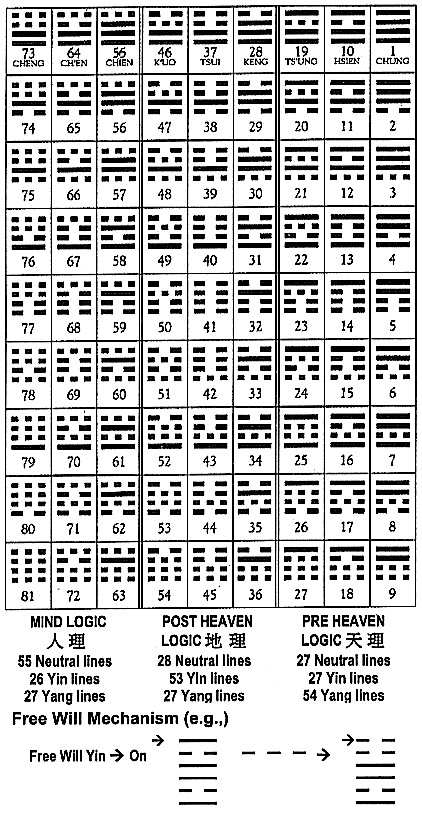 73 64 55 46 37 28 19 10 1
CHENG CH'EN CHIEN K'UO TSUI KENG TS'UNG HSIEN CHUNG
74 65 56 47 38 29 20 11 2
75 66 57 48 39 30 21 12 3
76 67 58 49 40 31 22 13 4
77 68 59 50 41 32 23 14 5
78 69 60 51 42 33 24 15 6
79 70 61 52 43 34 25 16 7
80 71 62 53 44 35 26 17 8
81 72 63 54 45 36 27 18 9
MIND LOGIC POST HEAVEN PRE HEAVEN
人 理 LOGIC 地 理 LOGIC 天 理
55 Neutral lines 28 Neutral lines 27 Neutral lines
26 Yin lines 53 YIn lines 27 Yin lines
27 Yang lines 27 Yang lines 54 Yang lines
Free Will Mechanism (e.g.,)
Free Will Yin → On